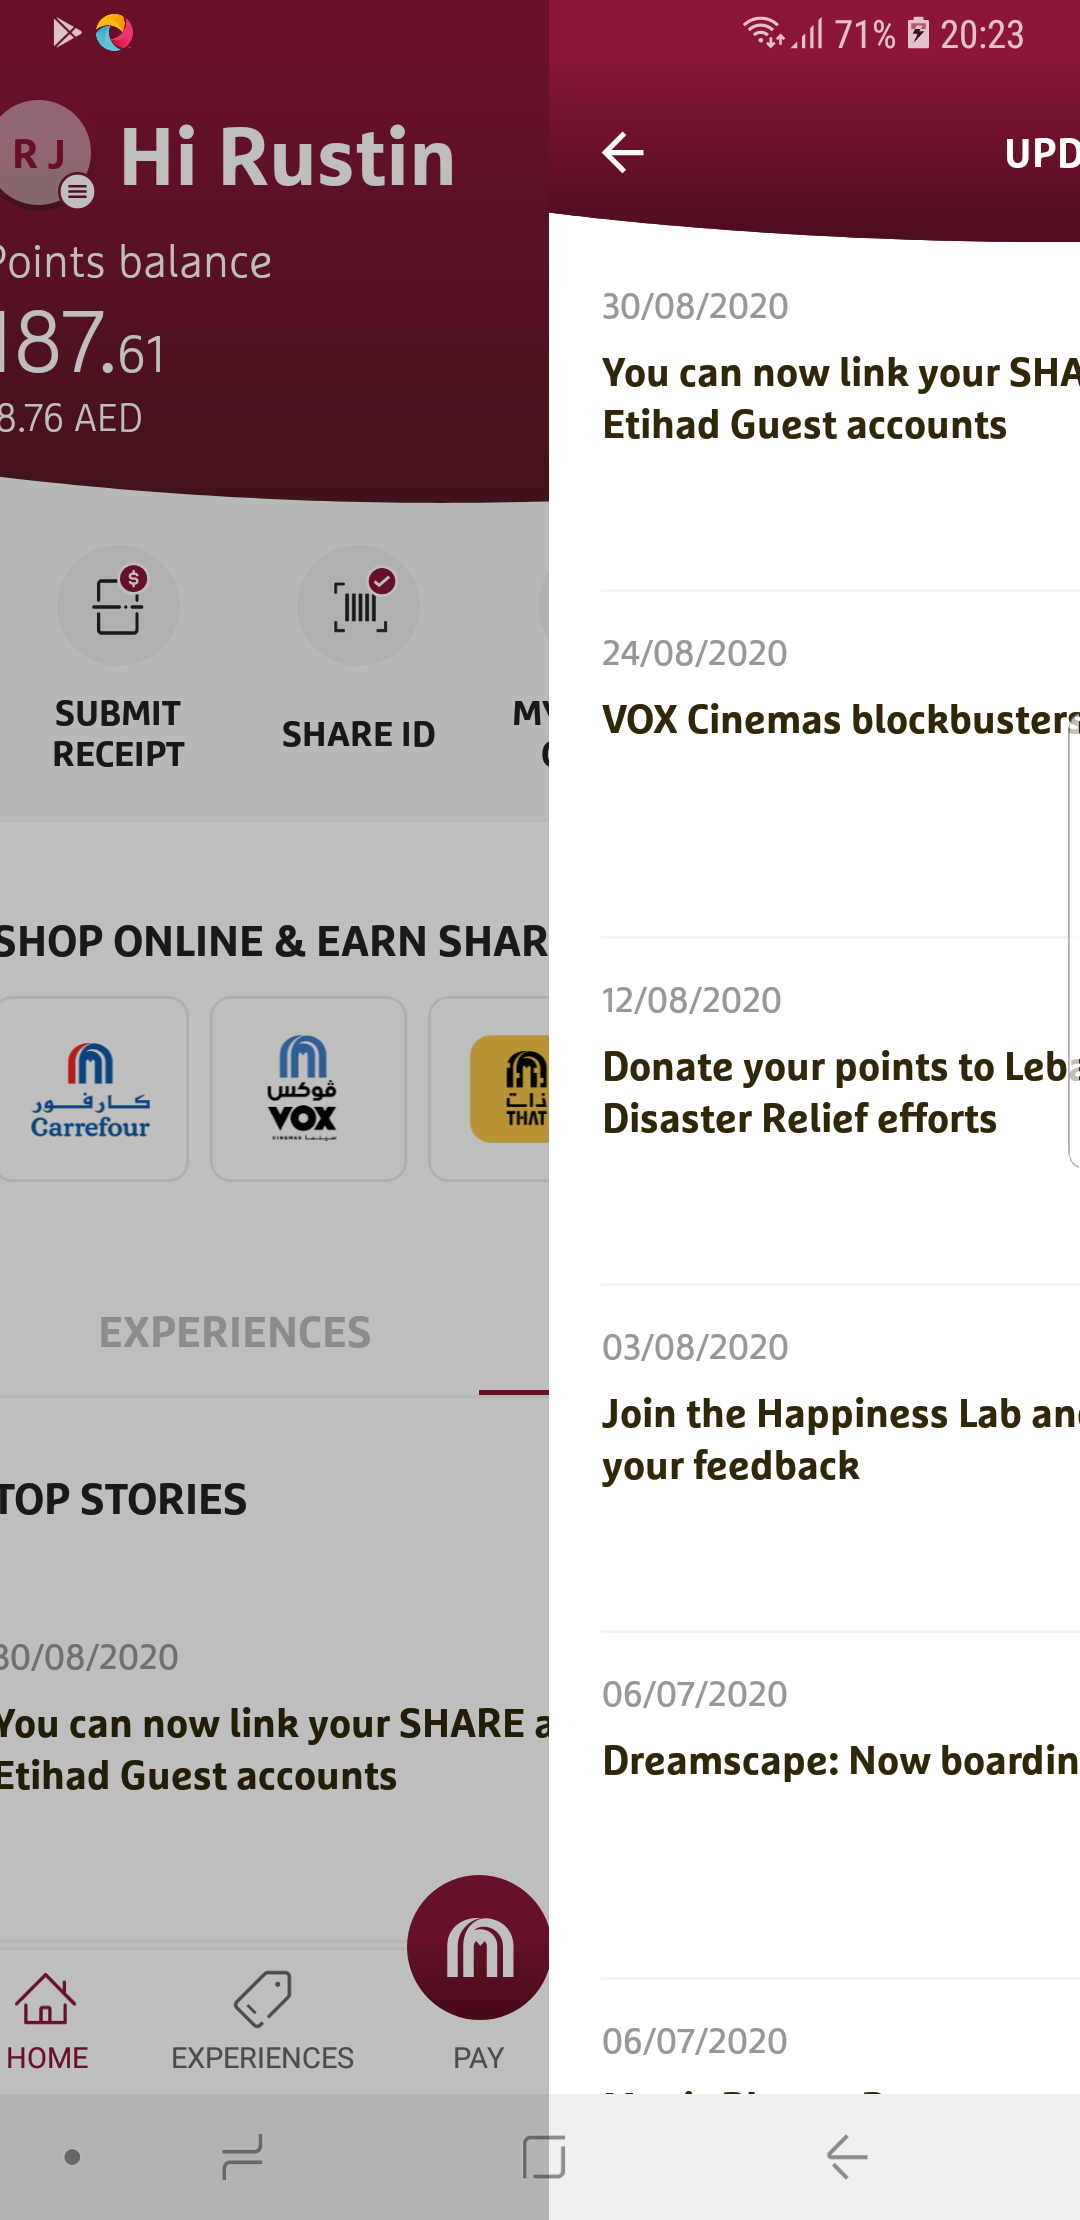 71% 20:23
R J
Hi Rustin
Points balance
187.61
8.76 AED
SUBMIT
RECEIPT
SHARE ID
SHOP ONLINE & EARN SHAR
كارفور
Carrefour
ڤوكس
VOX
CINEMAS سينما
ذات
THAT
EXPERIENCES
TOP STORIES
30/08/2020
You can now link your SHARE a
Etihad Guest accounts
HOME
EXPERIENCES
PAY
UPD
30/08/2020
You can now link your SHA
Etihad Guest accounts
24/08/2020
VOX Cinemas blockbusters
12/08/2020
Donate your points to Leba
Disaster Relief efforts
03/08/2020
Join the Happiness Lab and
your feedback
06/07/2020
Dreamscape: Now boardin
06/07/2020